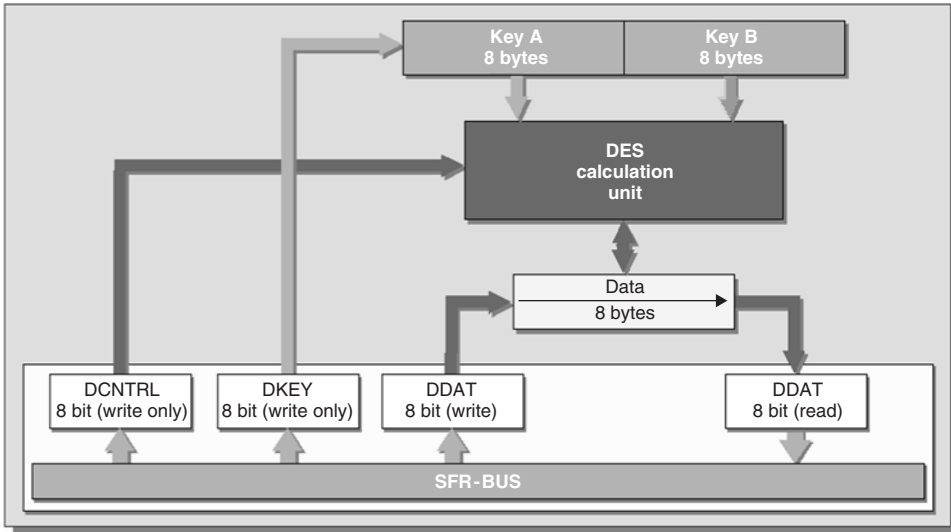 Key A
8 bytes
Key B
8 bytes
DES
calculation
unit
Data
8 bytes
DCNTRL
8 bit (write only)
DKEY
8 bit (write only)
DDAT
8 bit (write)
DDAT
8 bit (read)
SFR-BUS